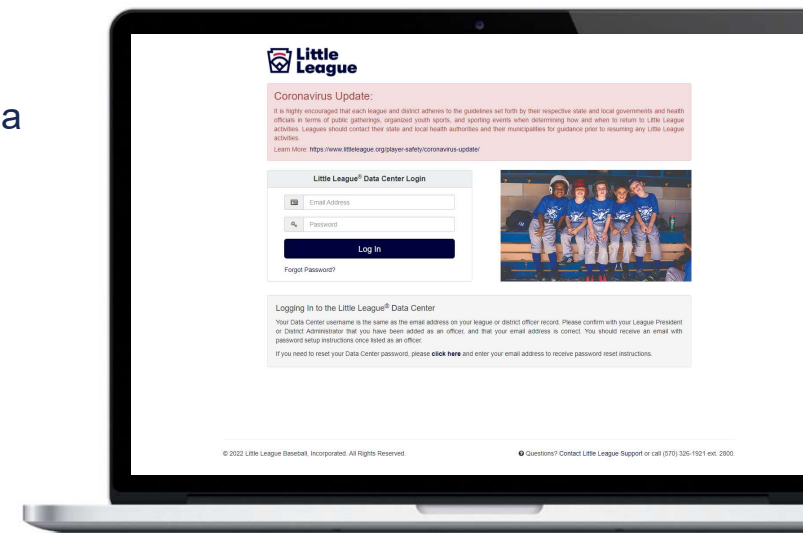 a
Little
League
Coronavirus Update:
It is highly encouraged that each league and district adheres to the guidelines set forth by their respective state and local governments and health
officials in terms of public gatherings, organized youth sports, and sporting events when determining how and when to return to Little League
activities. Leagues should contact their state and local health authorities and their municipalities for guidance prior to resuming any Little League
activities.
Learn More: https://www.littleleague.org/player-safety/coronavirus-update/
Little League® Data Center Login
Email Address
Password
Log In
Forgot Password?
Logging In to the Little League® Data Center
Your Data Center username is the same as the email address on your league or district officer record. Please confirm with your League President
or District Administrator that you have been added as an officer, and that your email address is correct. You should receive an email with
password setup instructions once listed as an officer.
If you need to reset your Data Center password, please click here and enter your email address to receive password reset instructions.
© 2022 Little League Baseball, Incorporated. All Rights Reserved.
Questions? Contact Little League Support or call (570) 326-1921 ext. 2800.